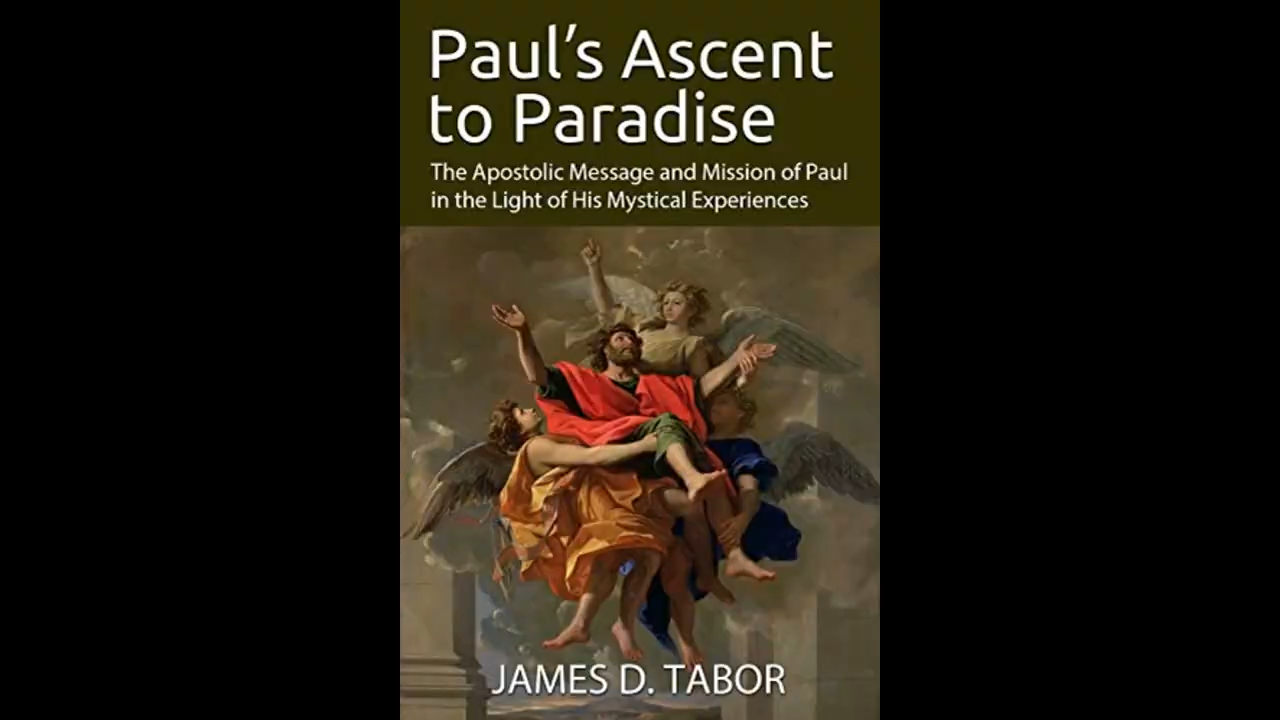 Paul’s Ascent
to Paradise
The Apostolic Message and Mission of Paul
in the Light of His Mystical Experiences
JAMES D. TABOR